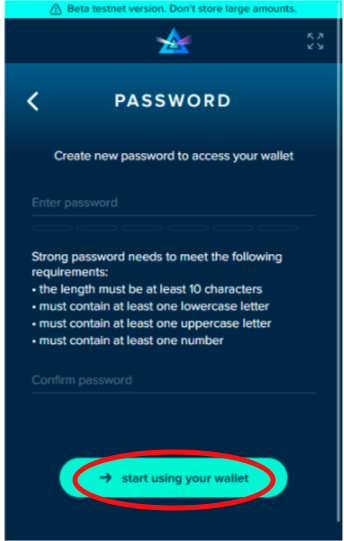 Beta testnet version. Don't store large amounts.
PASSWORD
Create new password to access your wallet
Enter password
Strong password needs to meet the following
requirements:
• the length must be at least 10 characters
• must contain at least one lowercase letter
• must contain at least one uppercase letter
• must contain at least one number
Confirm password
start using your wallet